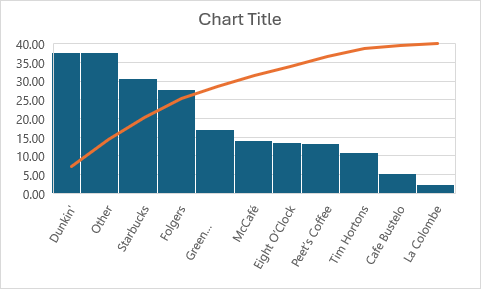 Chart Title
40.00
35.00
30.00
25.00
20.00
15.00
10.00
5.00
0.00
Dunkin'
Other
Starbucks
Folgers
Green...
McCafé
Eight O'Clock
Peet's Coffee
Tim Hortons
Cafe Bustelo
La Colombe